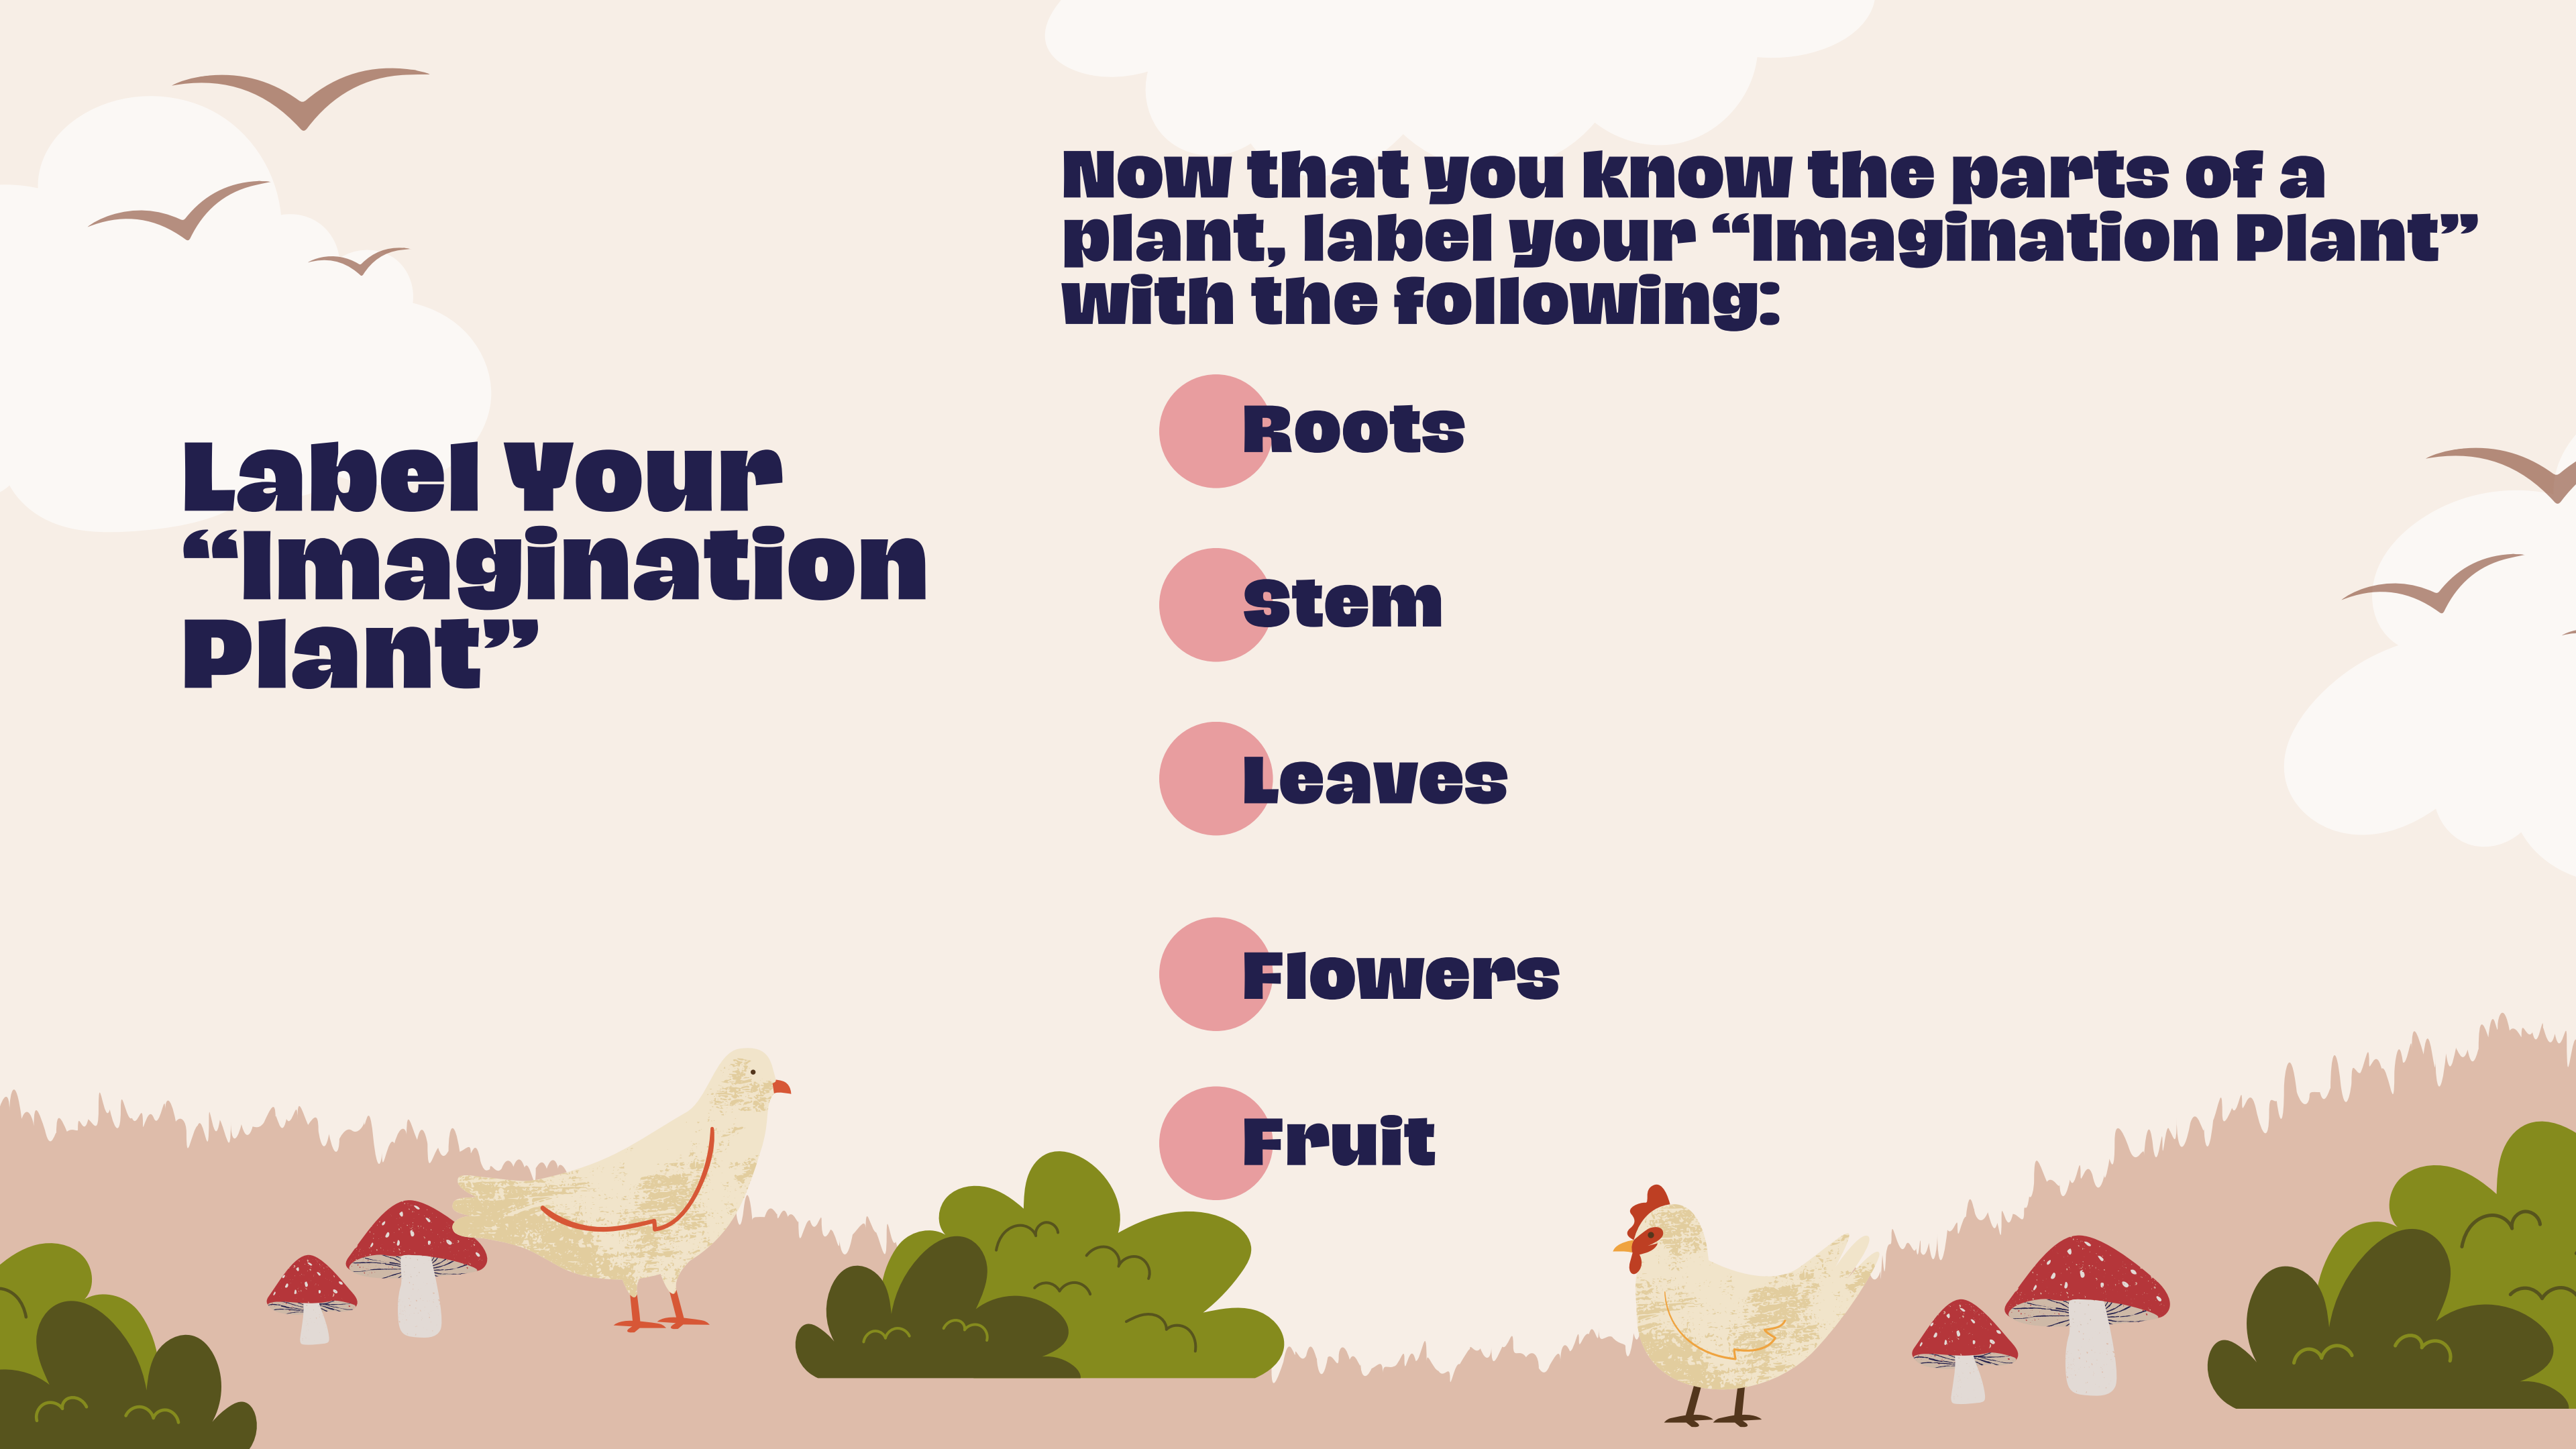 Label Your
“Imagination
Plant”
Now that you know the parts of a
plant, label your “Imagination Plant”
with the following:
Roots
Stem
Leaves
Flowers
Fruit